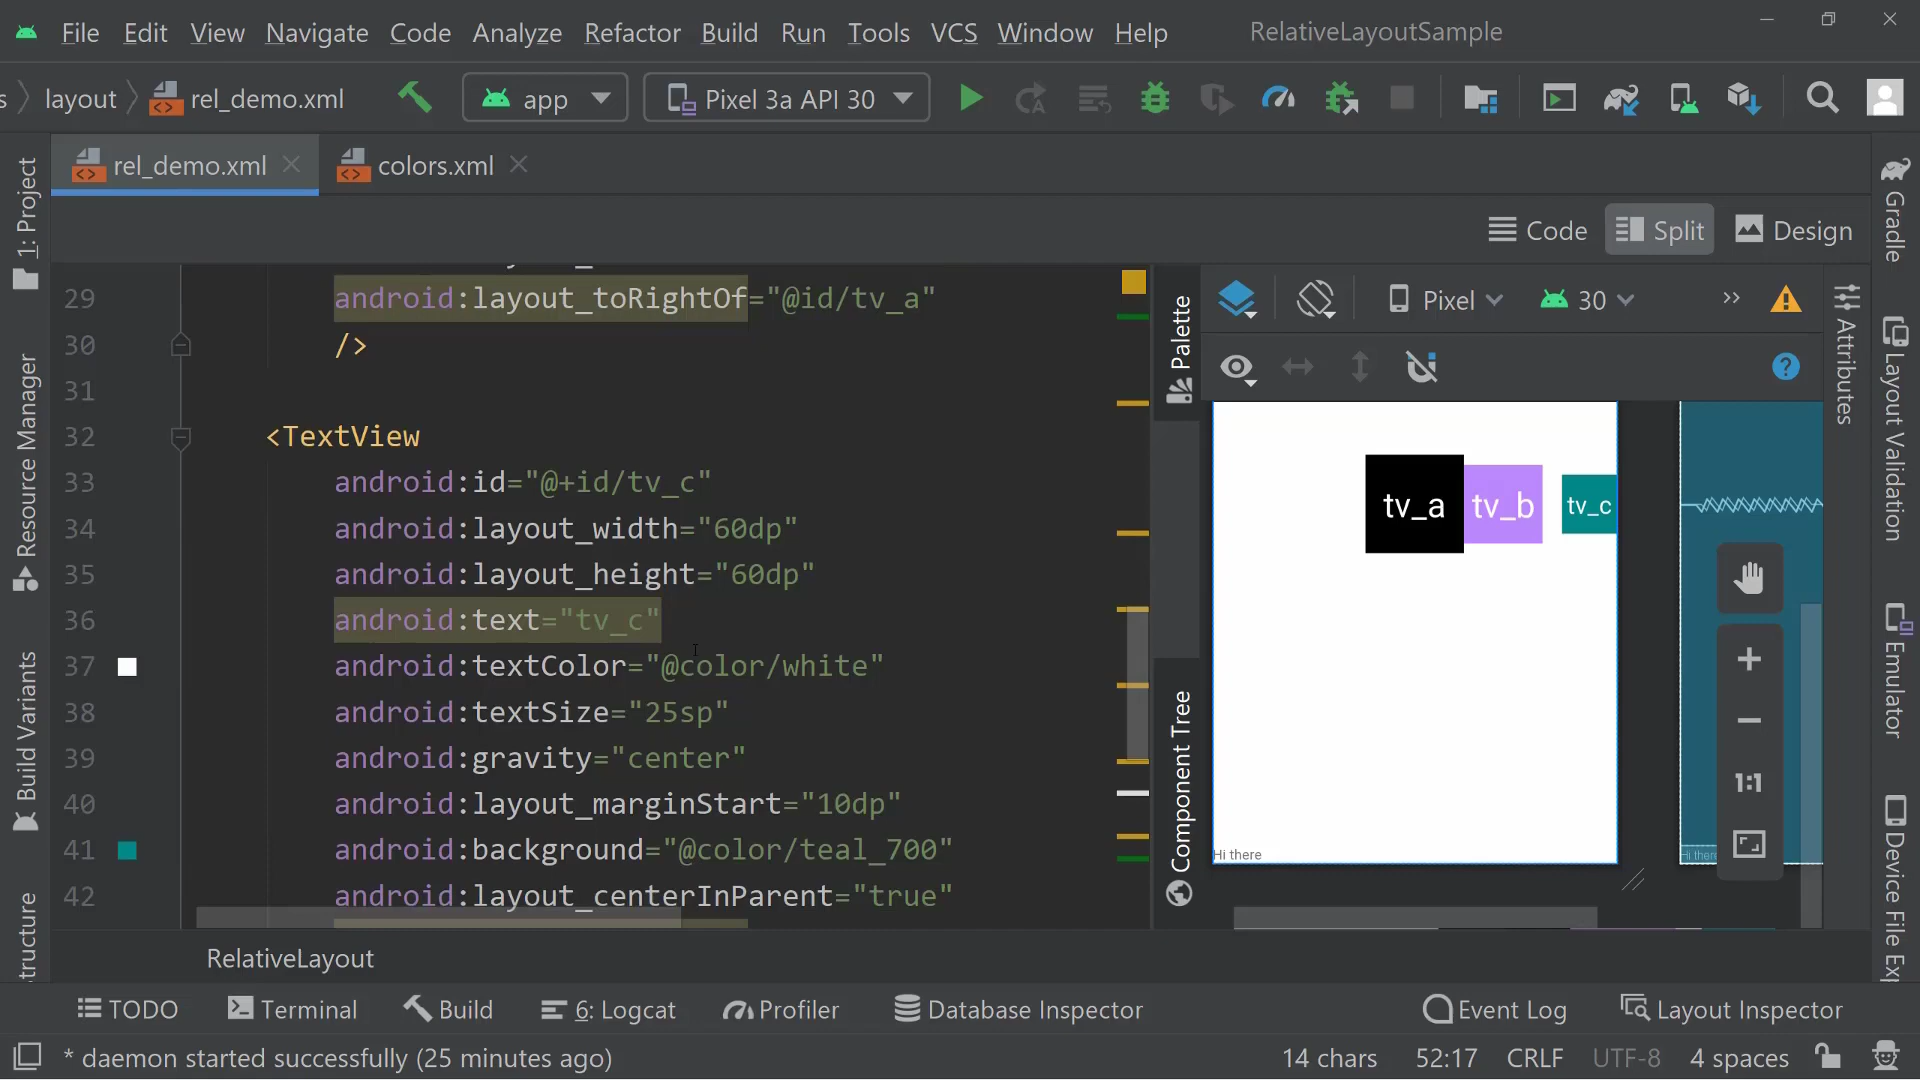 File Edit View Navigate Code Analyze Refactor Build Run Tools VCS Window Help RelativeLayoutSample
s layout rel_demo.xml app Pixel 3a API 30
rel_demo.xml colors.xml
Code Split Design
1: Project
Resource Manager
Build Variants
29 android:layout_toRightOf="@id/tv_a"
30 />
31
32 <TextView
33 android:id="@+id/tv_c"
34 android:layout_width="60dp"
35 android:layout_height="60dp"
36 android:text="tv_c"
37 android:textColor="@color/white"
38 android:textSize="25sp"
39 android:gravity="center"
40 android:layout_marginStart="10dp"
41 android:background="@color/teal_700"
42 android:layout_centerInParent="true"
Palette
Component Tree
Pixel 30
tv_a tv_b tv_c
Hi there
Hi there
1:1
Attributes
Gradle
Layout Validation
Emulator
Device File Exp
RelativeLayout
TODO Terminal Build 6: Logcat Profiler Database Inspector Event Log Layout Inspector
* daemon started successfully (25 minutes ago) 14 chars 52:17 CRLF UTF-8 4 spaces